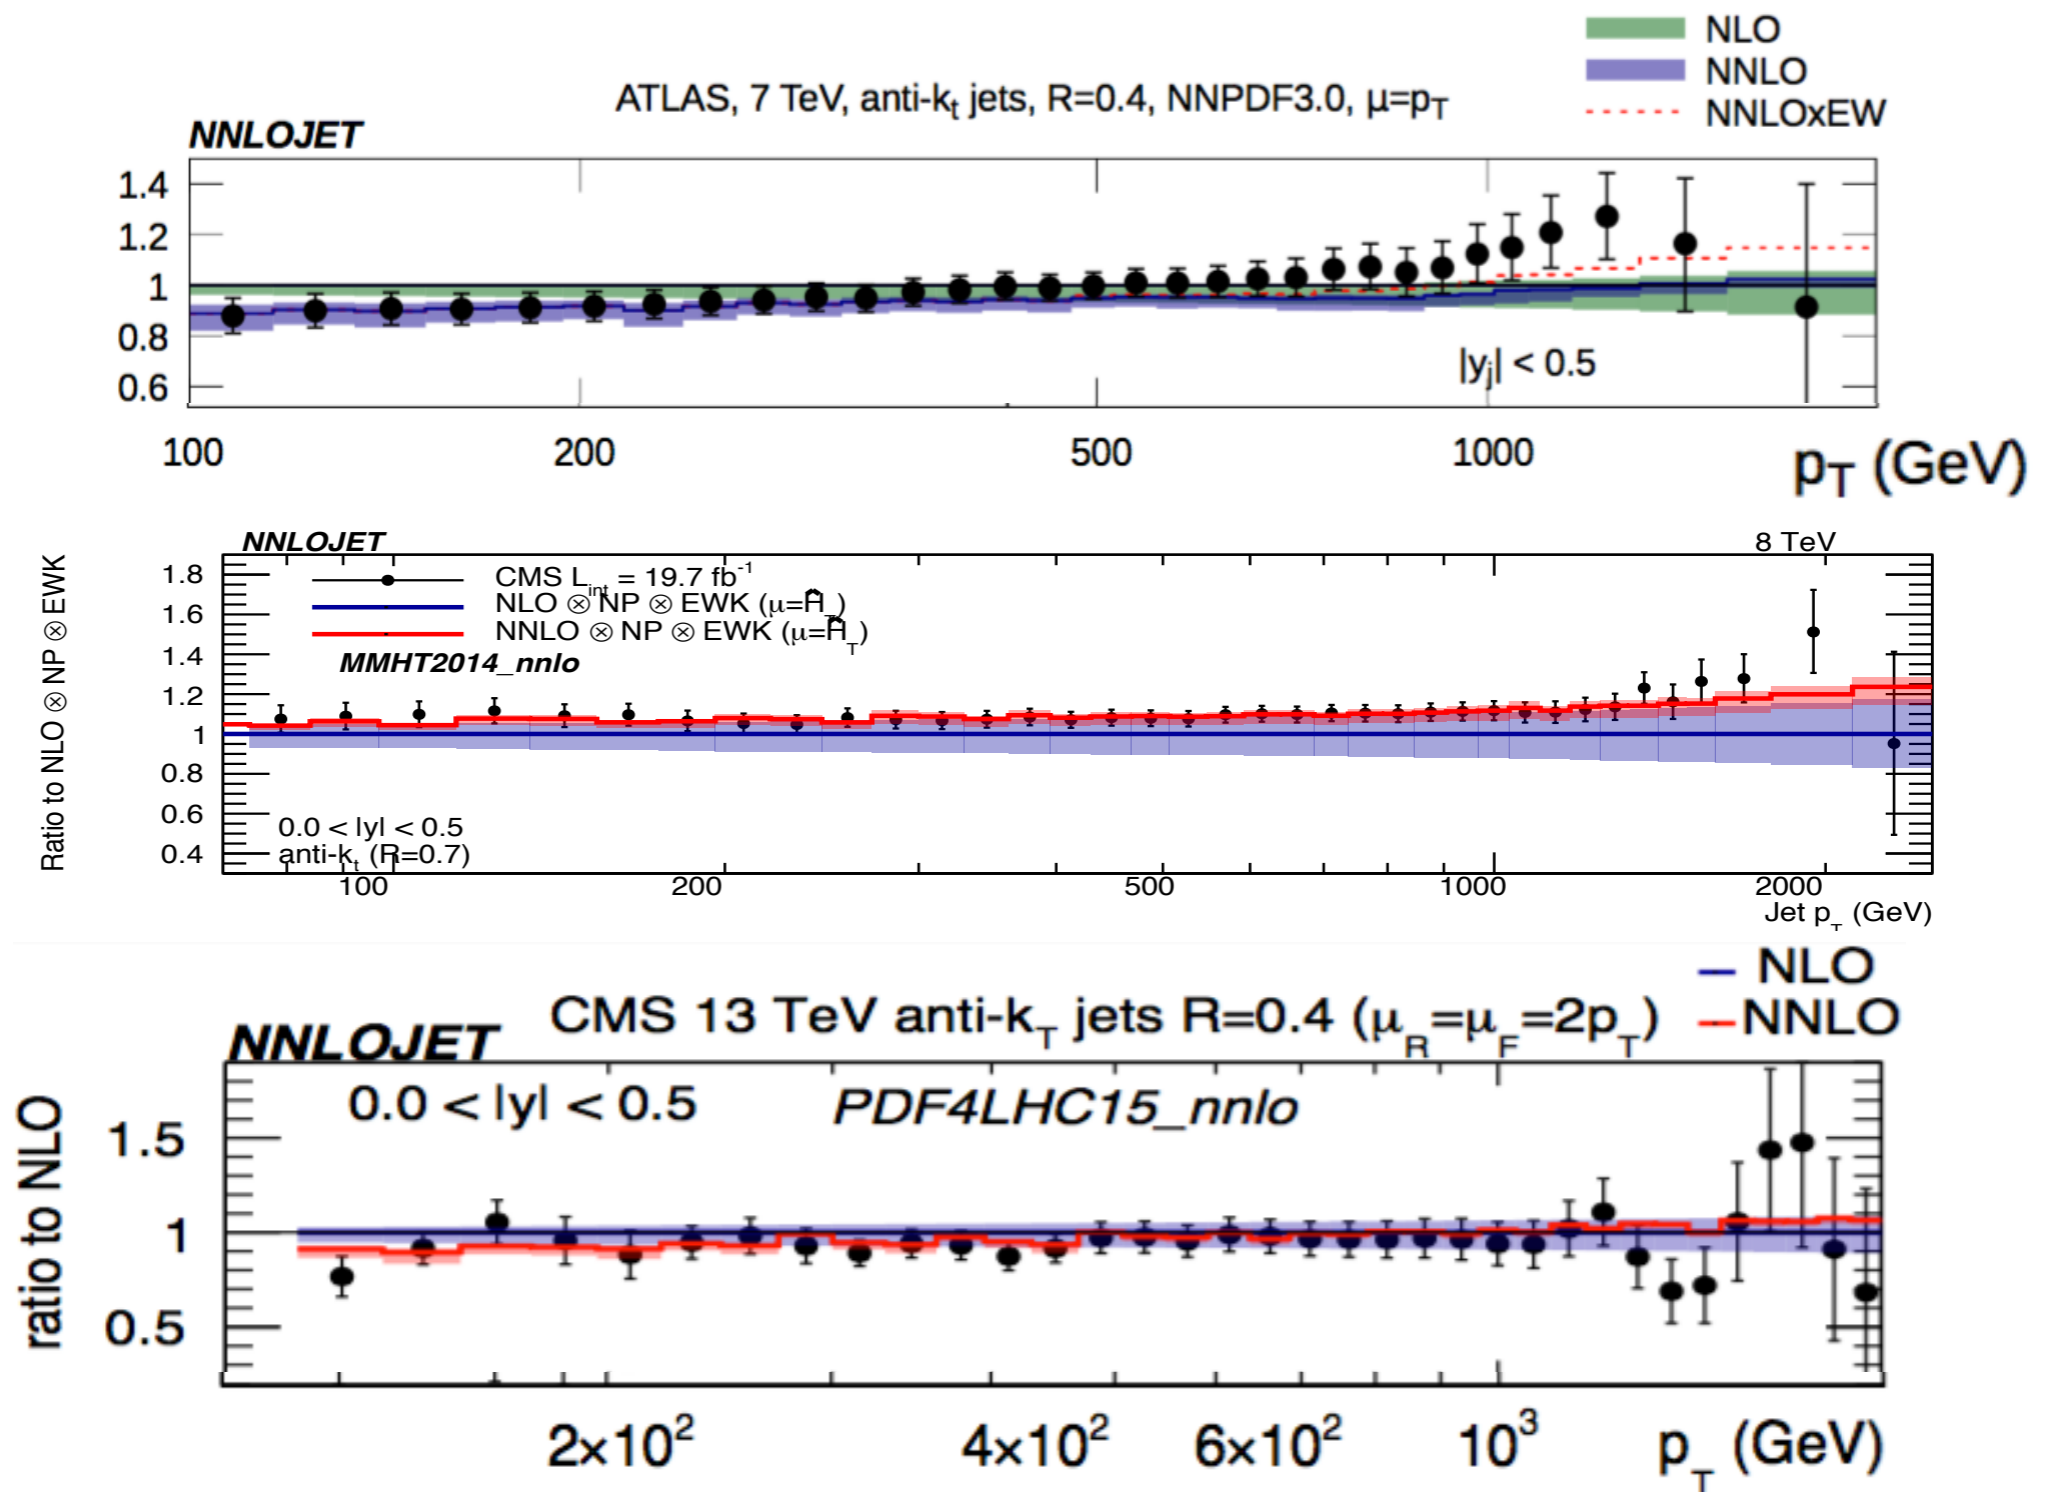 NLO
NNLO
NNLOxEW
ATLAS, 7 TeV, anti-kt jets, R=0.4, NNPDF3.0, μ=pT
NNLOJET
1.4
1.2
1
0.8
0.6
|yj| < 0.5
100 200 500 1000 pT (GeV)
NNLOJET 8 TeV
Ratio to NLO ⊗ NP ⊗ EWK
CMS Lint = 19.7 fb-1
NLO ⊗ NP ⊗ EWK (μ=ĤT)
NNLO ⊗ NP ⊗ EWK (μ=ĤT)
MMHT2014_nnlo
1.8
1.6
1.4
1.2
1
0.8
0.6
0.4
0.0 < |y| < 0.5
anti-kt (R=0.7)
100 200 500 1000 2000
Jet pT (GeV)
NLO
NNLO
CMS 13 TeV anti-kT jets R=0.4 (μR=μF=2pT)
NNLOJET
0.0 < |y| < 0.5 PDF4LHC15_nnlo
ratio to NLO
1.5
1
0.5
2×10² 4×10² 6×10² 10³ pT (GeV)